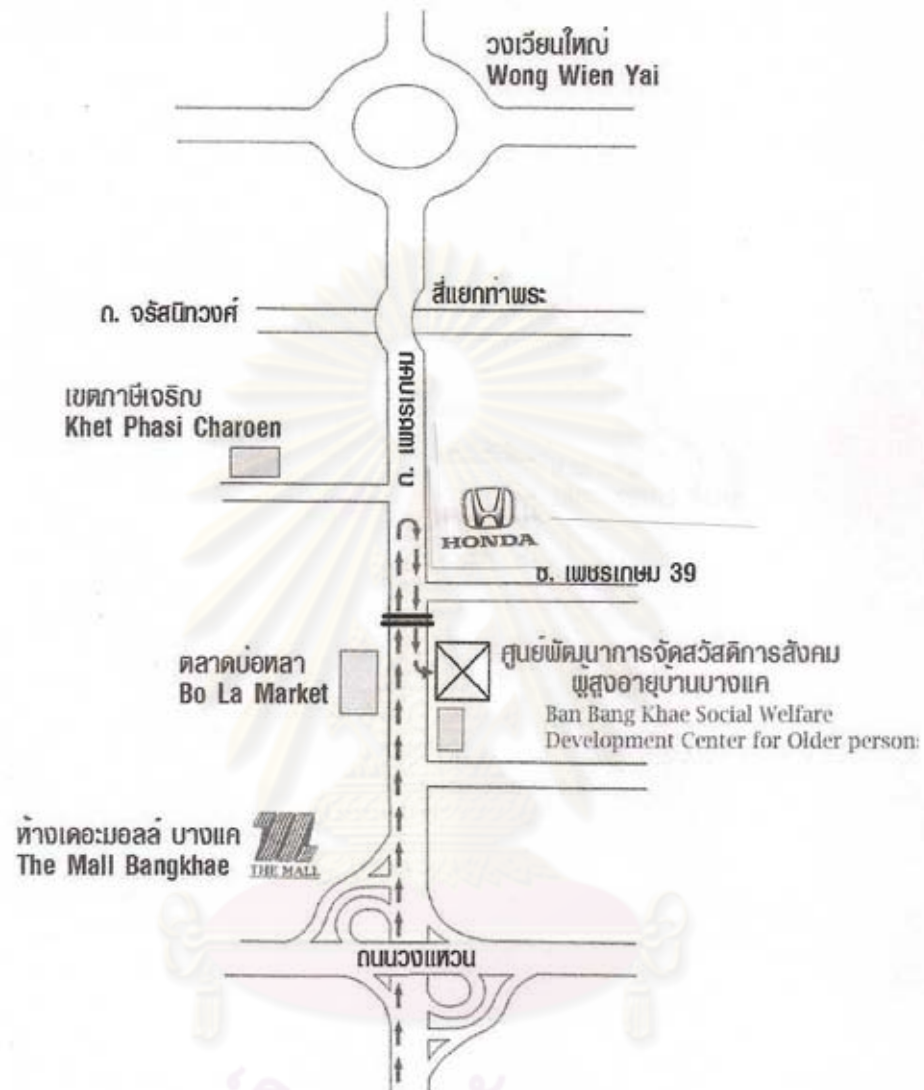 วงเวียนใหญ่
Wong Wien Yai
สี่แยกท่าพระ
ถ. จรัสนิทวงศ์
ถ. เพชรเกษม
เขตภาษีเจริญ
Khet Phasi Charoen
HONDA
ซ. เพชรเกษม 39
ตลาดบ่อหลา
Bo La Market
ศูนย์พัฒนาการจัดสวัสดิการสังคม
ผู้สูงอายุบ้านบางแค
Ban Bang Khae Social Welfare
Development Center for Older person
ห้างเดอะมอลล์ บางแค
The Mall Bangkhae
THE MALL
ถนนวงแหวน